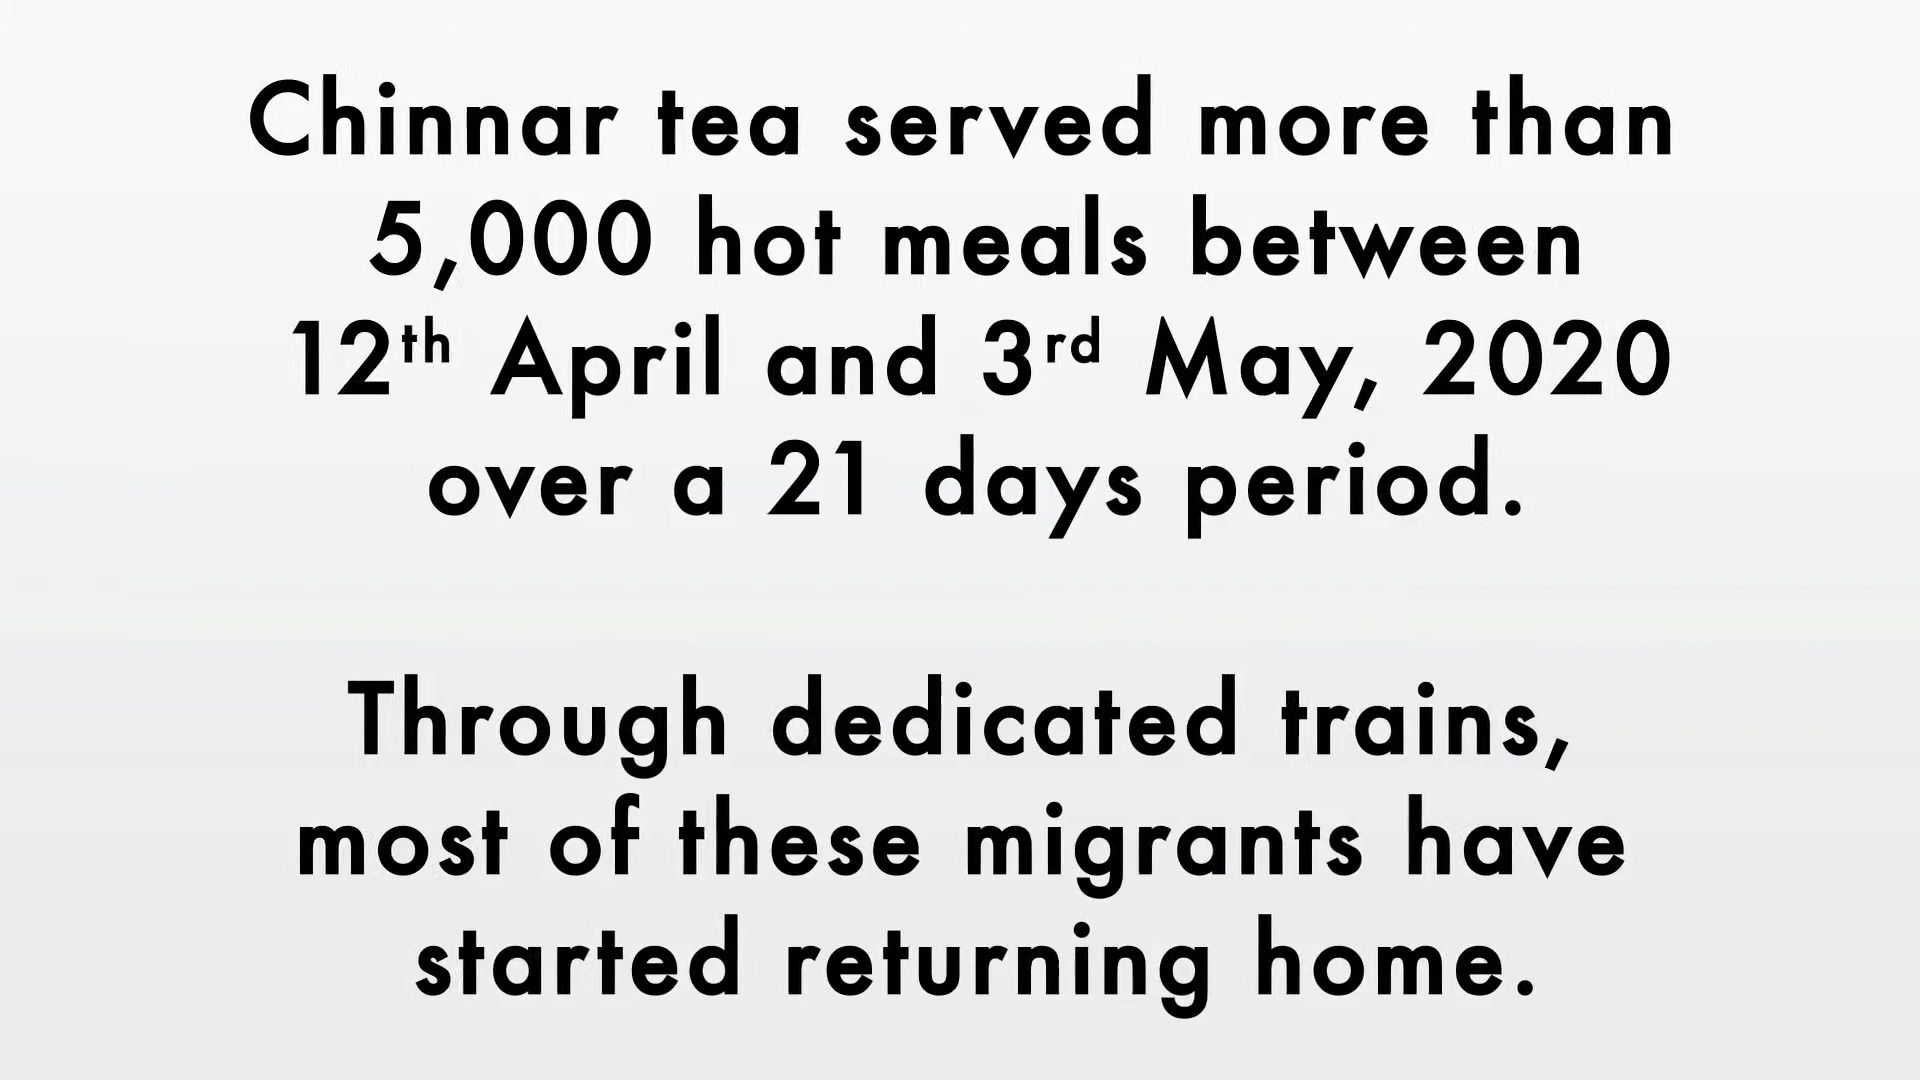 Chinnar tea served more than
5,000 hot meals between
12th April and 3rd May, 2020
over a 21 days period.
Through dedicated trains,
most of these migrants have
started returning home.